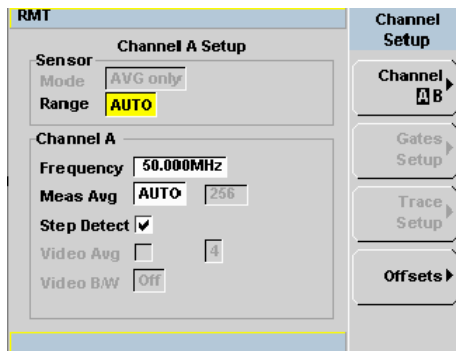 RMT
Channel A Setup
Sensor
Mode AVG only
Range AUTO
Channel A
Frequency 50.000MHz
Meas Avg AUTO 256
Step Detect
Video Avg 4
Video B/W Off
Channel
Setup
Channel
A B
Gates
Setup
Trace
Setup
Offsets